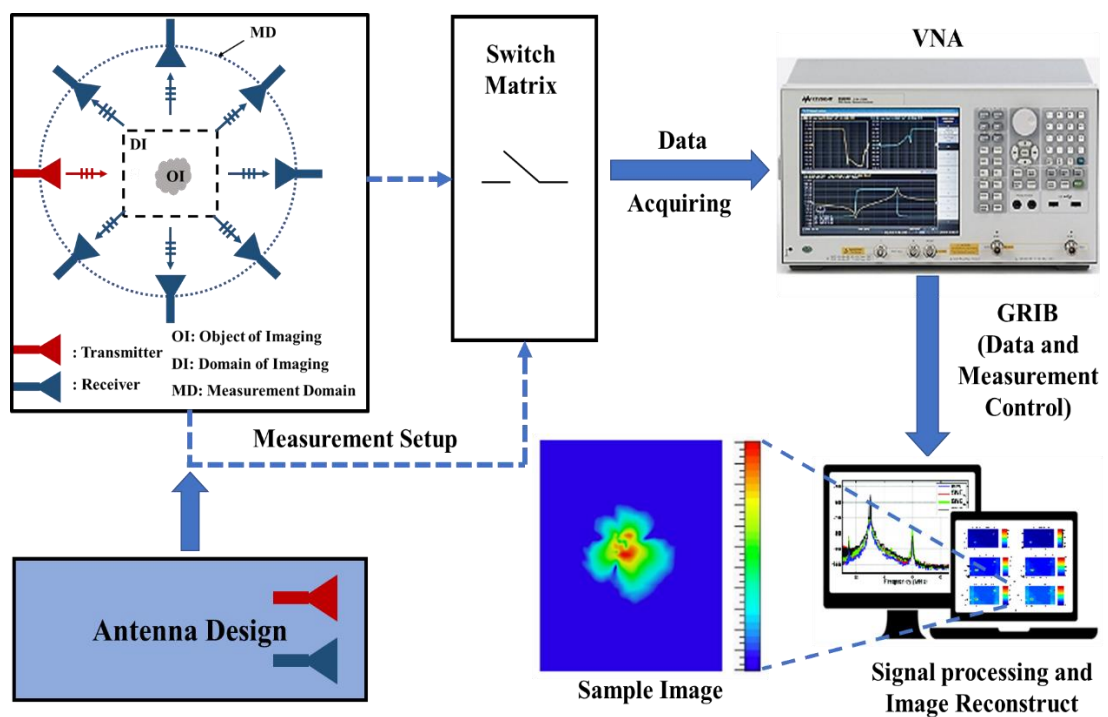 MD
DI
OI
: Transmitter
: Receiver
OI: Object of Imaging
DI: Domain of Imaging
MD: Measurement Domain
Switch
Matrix
Data
Acquiring
VNA
KEYSIGHT
GRIB
(Data and
Measurement
Control)
Measurement Setup
Antenna Design
Sample Image
Signal processing and
Image Reconstruct